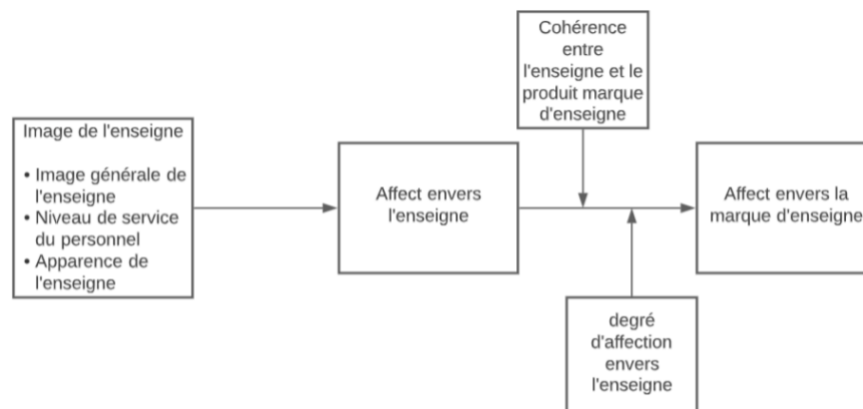 Image de l'enseigne
• Image générale de
l'enseigne
• Niveau de service
du personnel
• Apparence de
l'enseigne
Affect envers
l'enseigne
Cohérence
entre
l'enseigne et le
produit marque
d'enseigne
degré
d'affection
envers
l'enseigne
Affect envers la
marque d'enseigne